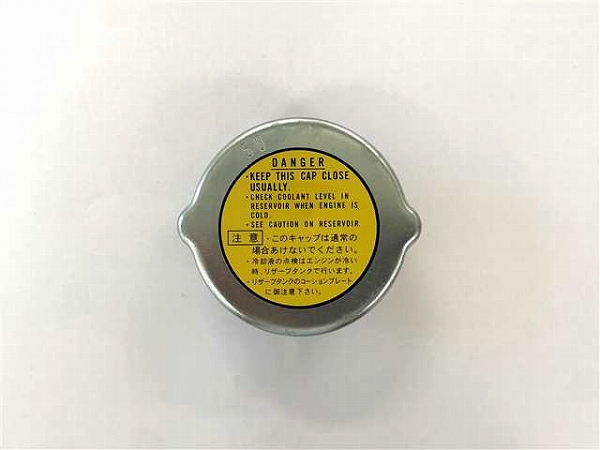 50
DANGER
・KEEP THIS CAP CLOSE
USUALLY.
・CHECK COOLANT LEVEL IN
RESERVOIR WHEN ENGINE IS
COLD.
・SEE CAUTION ON RESERVOIR.
注意・このキャップは通常の
場合あけないでください。
・冷却液の点検はエンジンが冷い
時、リザーブタンクで行います。
・リザーブタンクのコーションプレート
に御注意下さい。